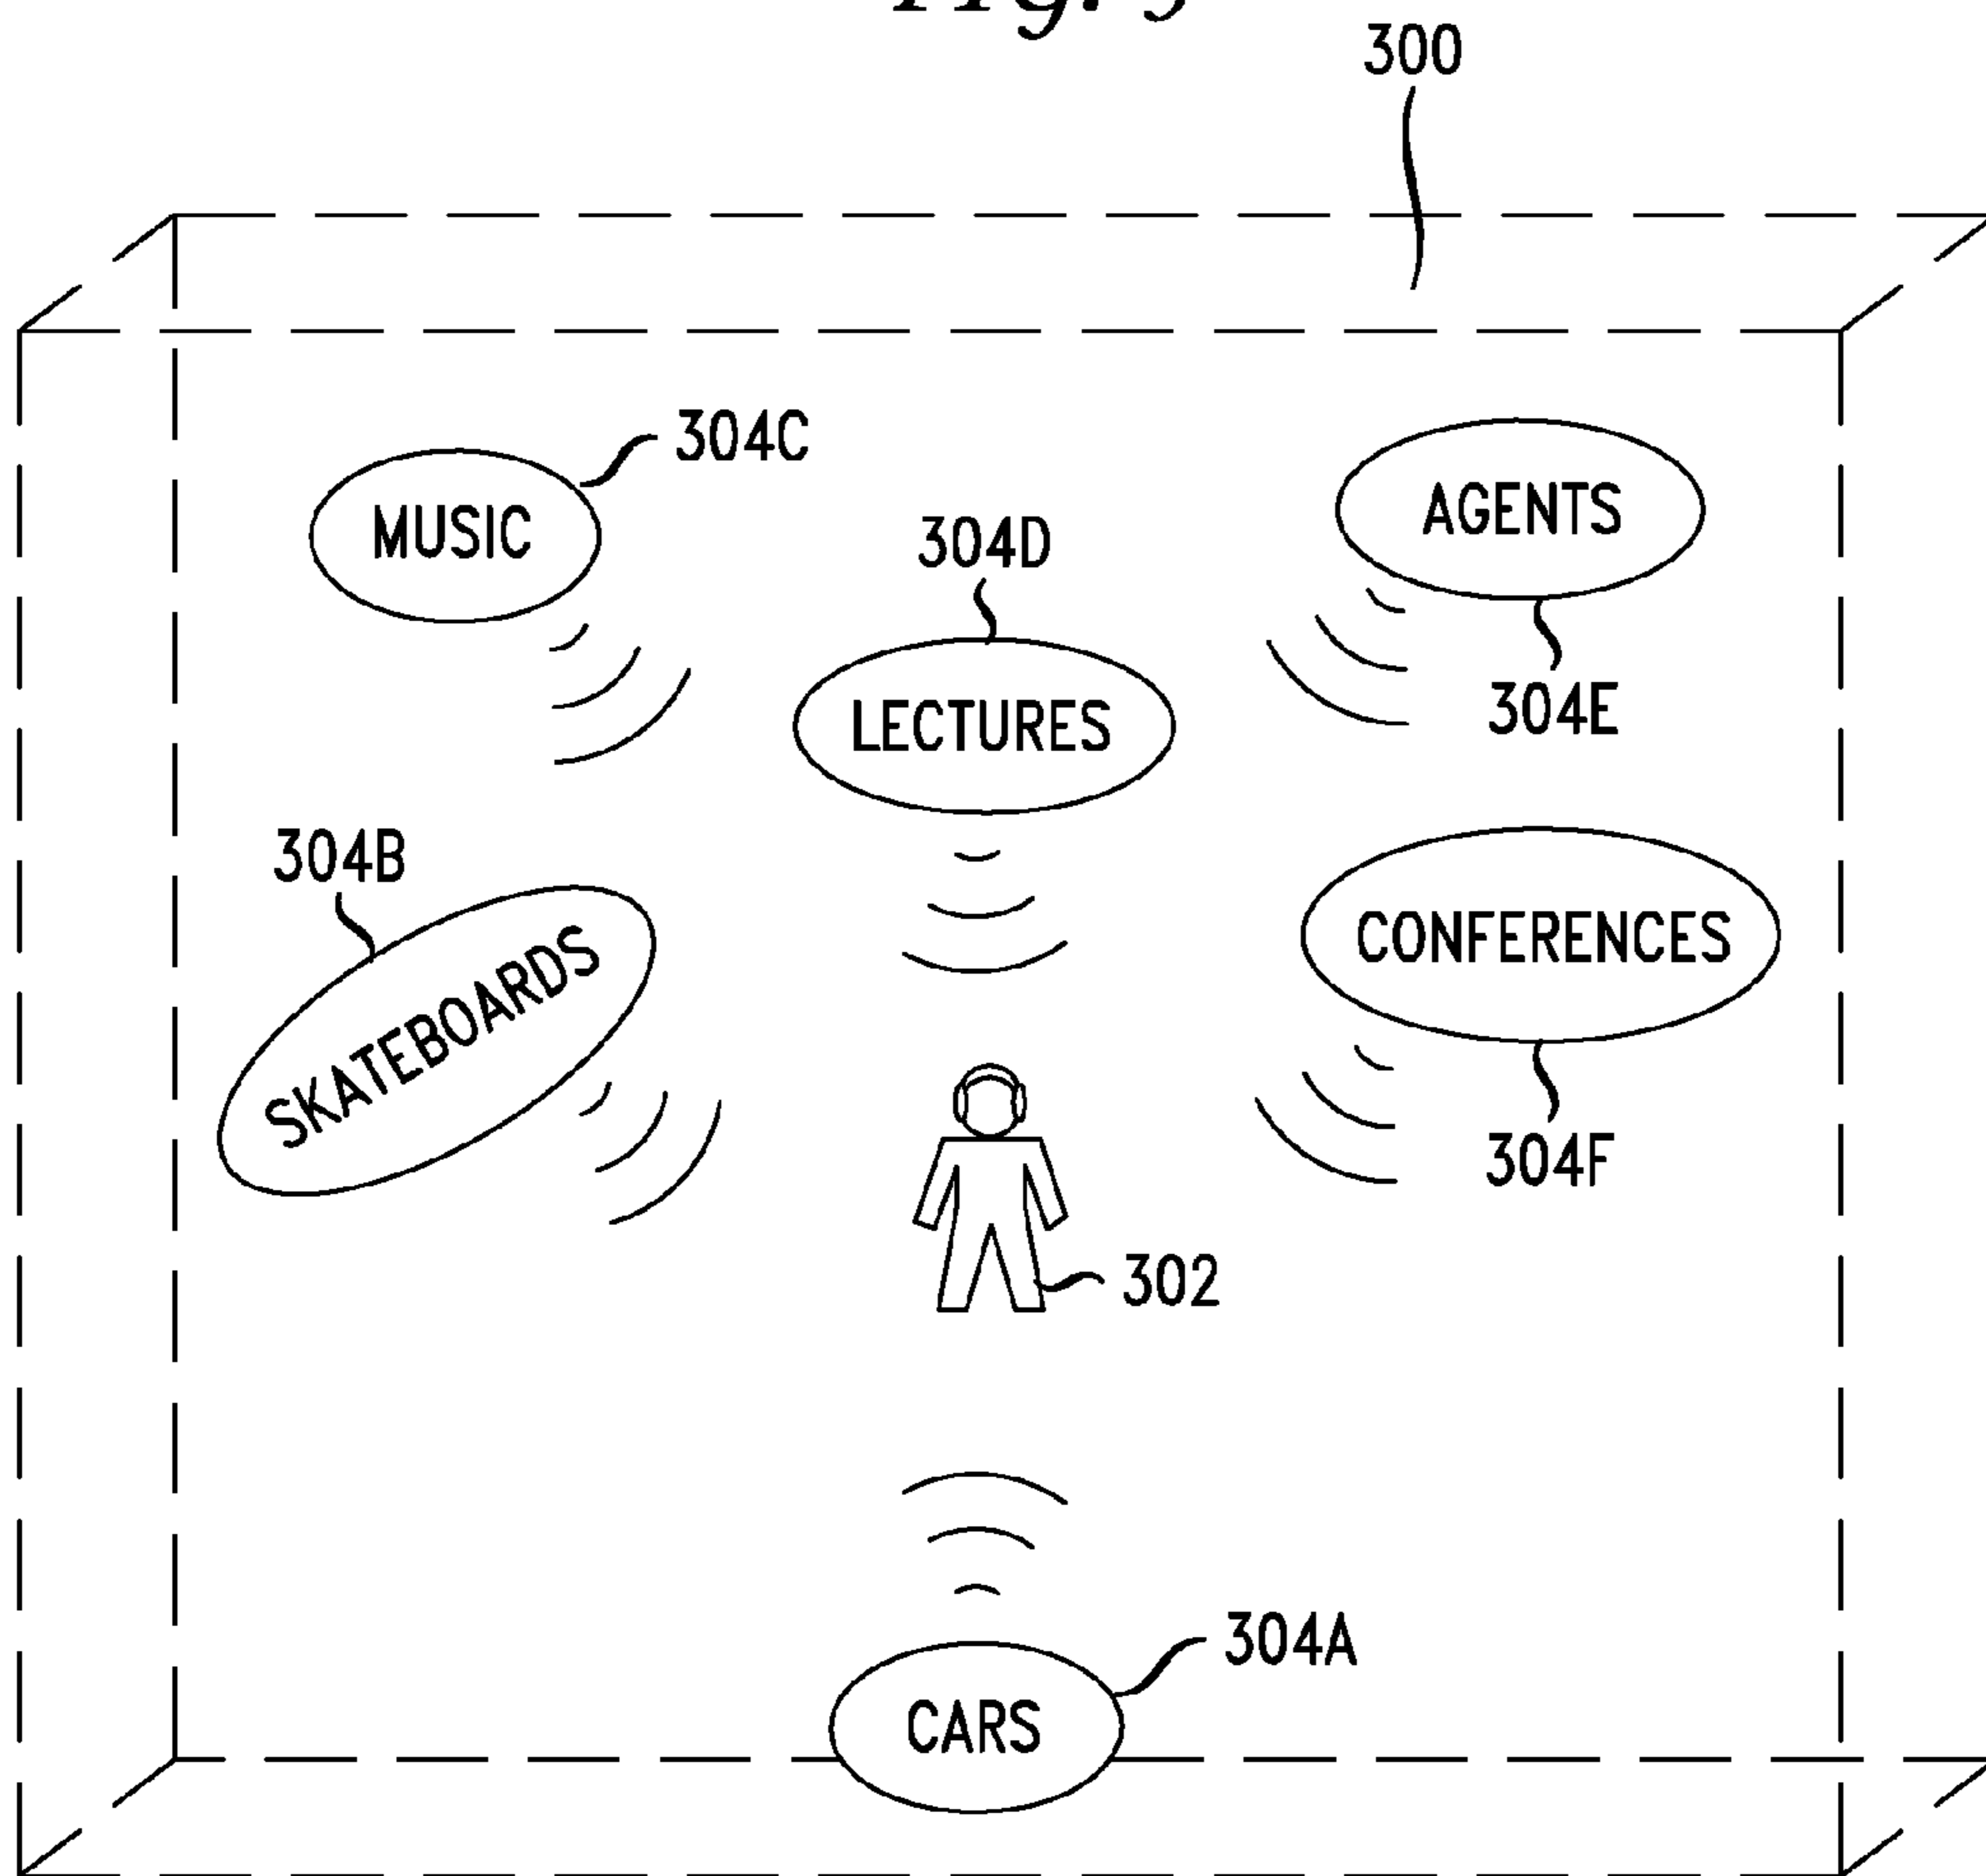 300
304C
MUSIC
AGENTS
304D
LECTURES
304E
304B
SKATEBOARDS
CONFERENCES
304F
302
304A
CARS